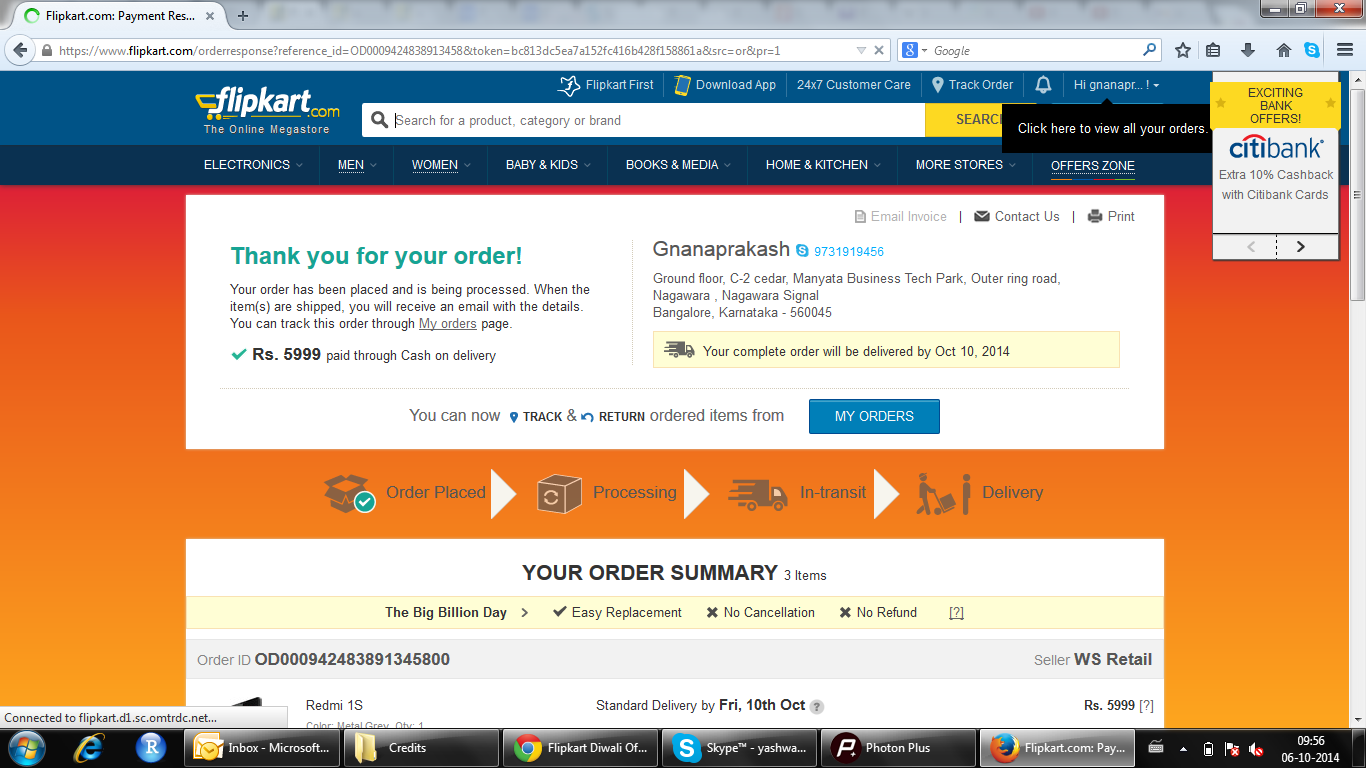 Flipkart.com: Payment Res...
https://www.flipkart.com/orderresponse?reference_id=OD000942483891345&token=bc813dc5ea7a152fc416b428f158861a&src=or&pr=1
Google
flipkart.com
The Online Megastore
Flipkart First
Download App
24x7 Customer Care
Track Order
Hi gnanapr... !
Search for a product, category or brand
SEARC
Click here to view all your orders.
EXCITING
BANK
OFFERS!
citibank
Extra 10% Cashback
with Citibank Cards
ELECTRONICS
MEN
WOMEN
BABY & KIDS
BOOKS & MEDIA
HOME & KITCHEN
MORE STORES
OFFERS ZONE
Email Invoice | Contact Us | Print
Thank you for your order!
Your order has been placed and is being processed. When the
item(s) are shipped, you will receive an email with the details.
You can track this order through My orders page.
Rs. 5999 paid through Cash on delivery
Gnanaprakash 9731919456
Ground floor, C-2 cedar, Manyata Business Tech Park, Outer ring road,
Nagawara , Nagawara Signal
Bangalore, Karnataka - 560045
Your complete order will be delivered by Oct 10, 2014
You can now TRACK & RETURN ordered items from
MY ORDERS
Order Placed
Processing
In-transit
Delivery
YOUR ORDER SUMMARY 3 Items
The Big Billion Day Easy Replacement No Cancellation No Refund [?]
Order ID OD000942483891345800
Seller WS Retail
Redmi 1S
Standard Delivery by Fri, 10th Oct ?
Rs. 5999 [?]
Color: Metal Grey, Qty: 1
Connected to flipkart.d1.sc.omtrdc.net...
Inbox - Microsoft...
Credits
Flipkart Diwali Of...
Skype™ - yashwa...
Photon Plus
Flipkart.com: Pay...
09:56
06-10-2014